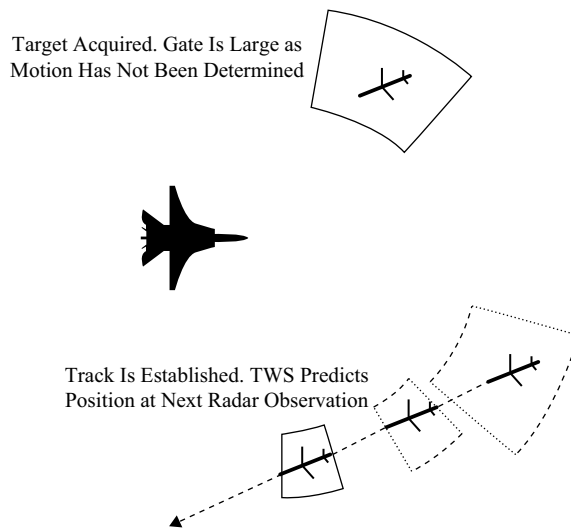 Target Acquired. Gate Is Large as
Motion Has Not Been Determined
Track Is Established. TWS Predicts
Position at Next Radar Observation